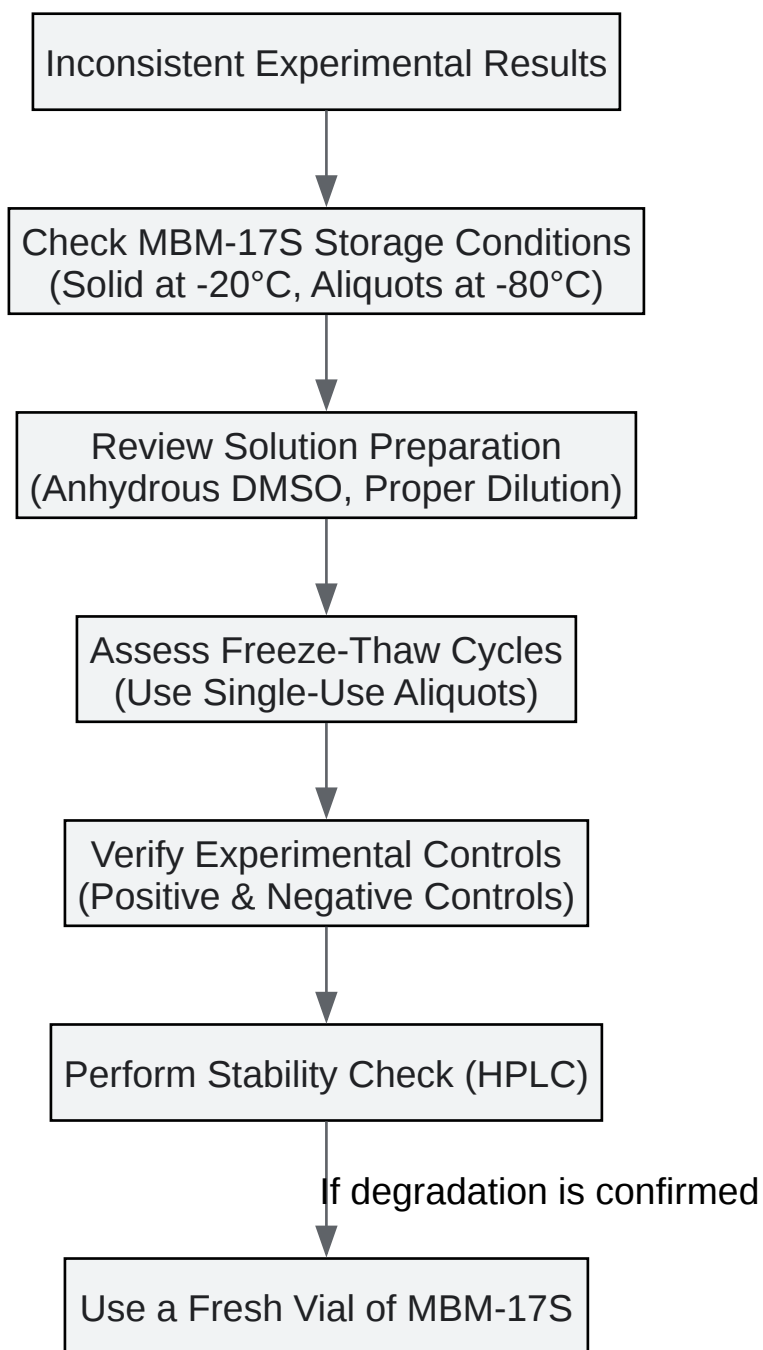 Inconsistent Experimental Results
Check MBM-17S Storage Conditions
(Solid at -20°C, Aliquots at -80°C)
Review Solution Preparation
(Anhydrous DMSO, Proper Dilution)
Assess Freeze-Thaw Cycles
(Use Single-Use Aliquots)
Verify Experimental Controls
(Positive & Negative Controls)
Perform Stability Check (HPLC)
If degradation is confirmed
Use a Fresh Vial of MBM-17S